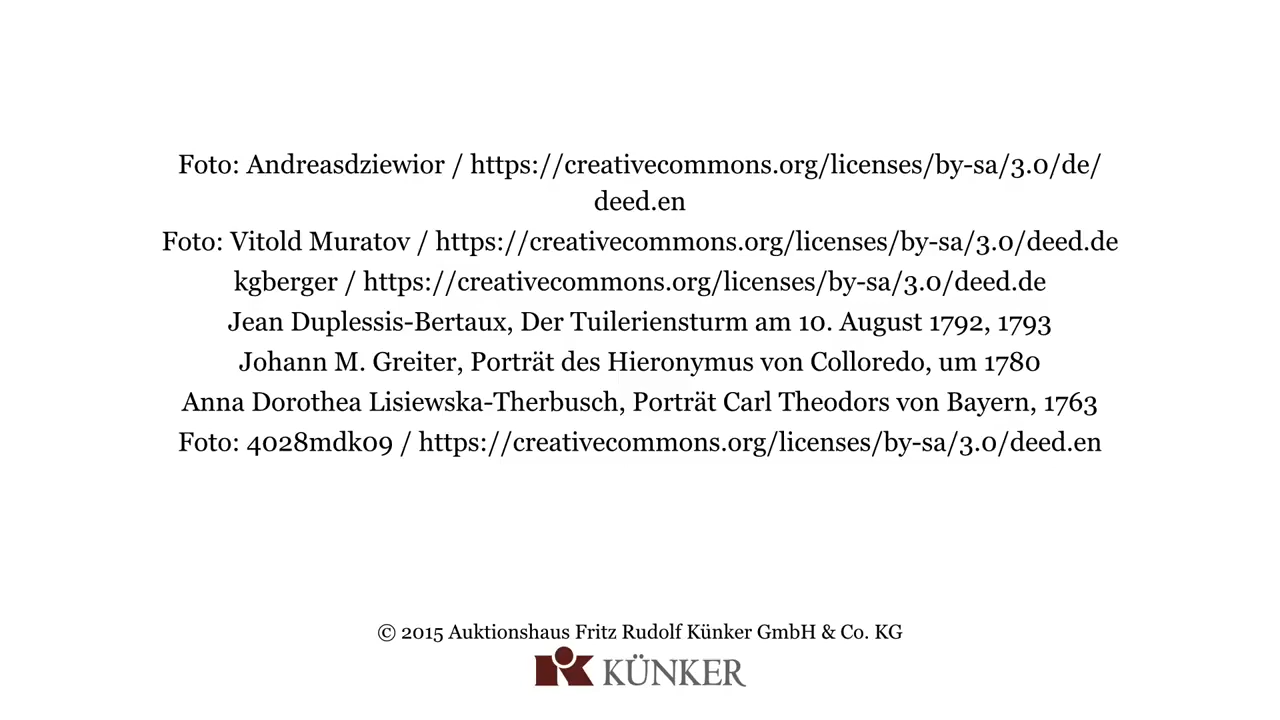 Foto: Andreasdziewior / https://creativecommons.org/licenses/by-sa/3.0/de/
deed.en
Foto: Vitold Muratov / https://creativecommons.org/licenses/by-sa/3.0/deed.de
kgberger / https://creativecommons.org/licenses/by-sa/3.0/deed.de
Jean Duplessis-Bertaux, Der Tuileriensturm am 10. August 1792, 1793
Johann M. Greiter, Porträt des Hieronymus von Colloredo, um 1780
Anna Dorothea Lisiewska-Therbusch, Porträt Carl Theodors von Bayern, 1763
Foto: 4028mdk09 / https://creativecommons.org/licenses/by-sa/3.0/deed.en
© 2015 Auktionshaus Fritz Rudolf Künker GmbH & Co. KG
KÜNKER